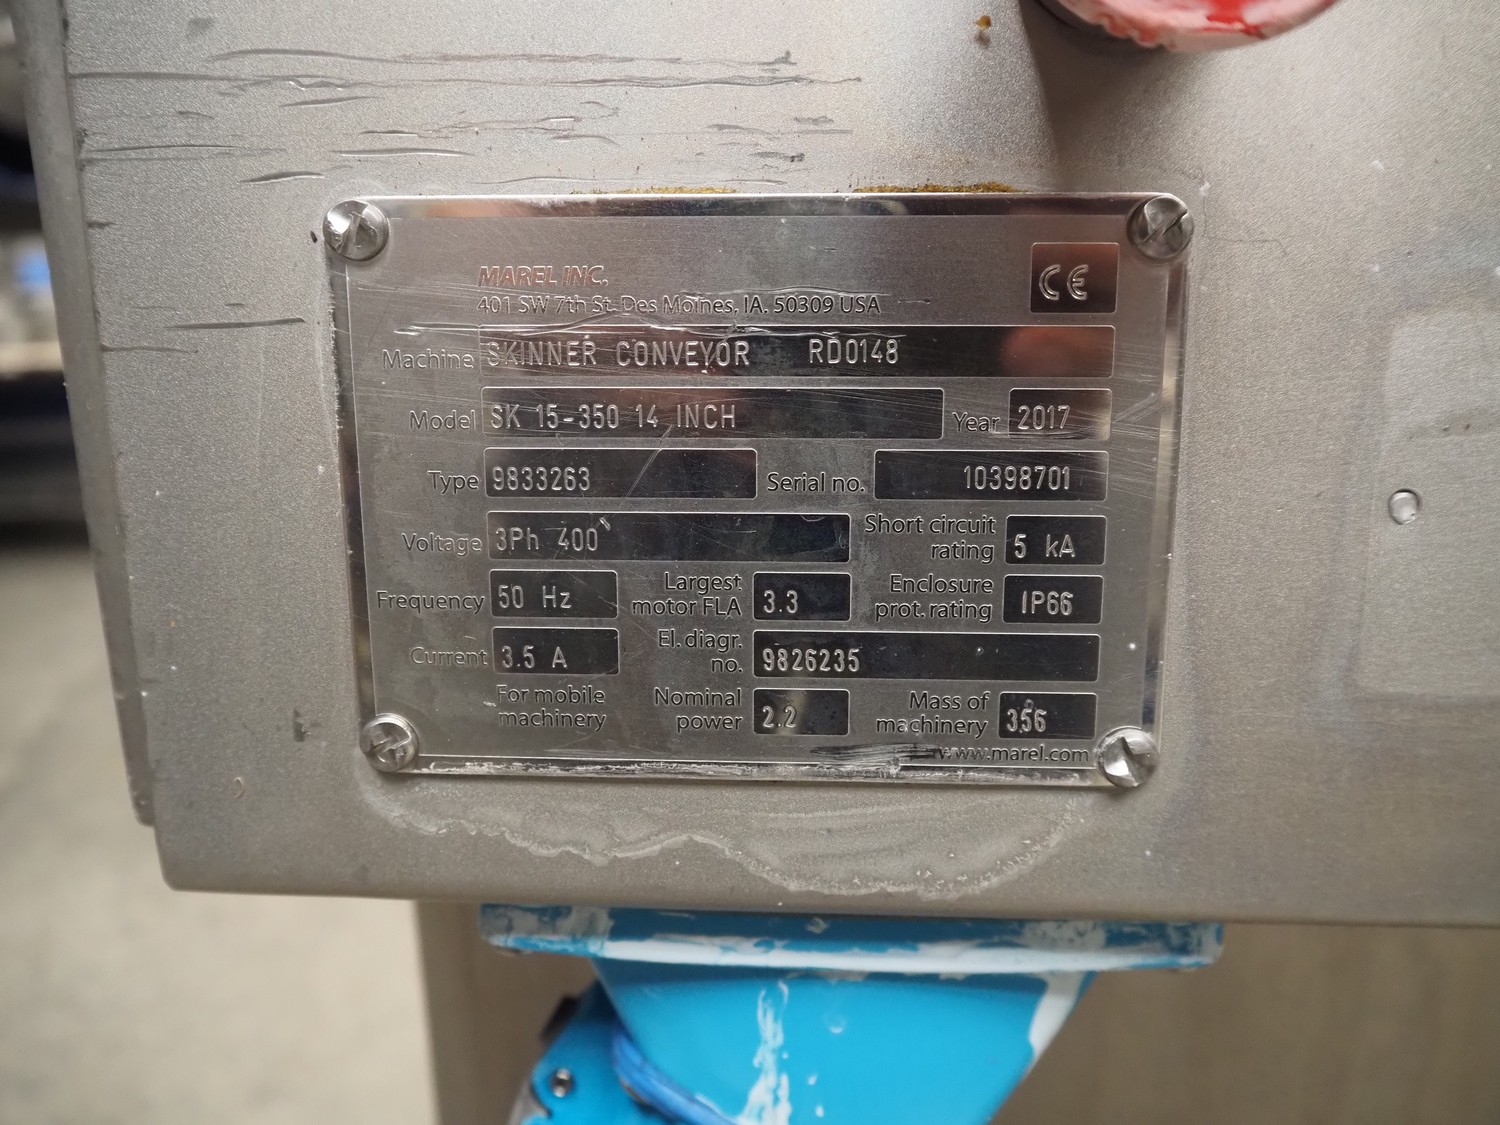 MAREL INC.
401 SW 7th St. Des Moines, IA. 50309 USA
CE
Machine SKINNER CONVEYOR RD0148
Model SK 15-350 14 INCH Year 2017
Type 9833263 Serial no. 10398701
Voltage 3Ph 400 Short circuit rating 5 kA
Frequency 50 Hz Largest motor FLA 3.3 Enclosure prot. rating IP66
Current 3.5 A El. diagr. no. 9826235
For mobile machinery Nominal power 2.2 Mass of machinery 356
www.marel.com